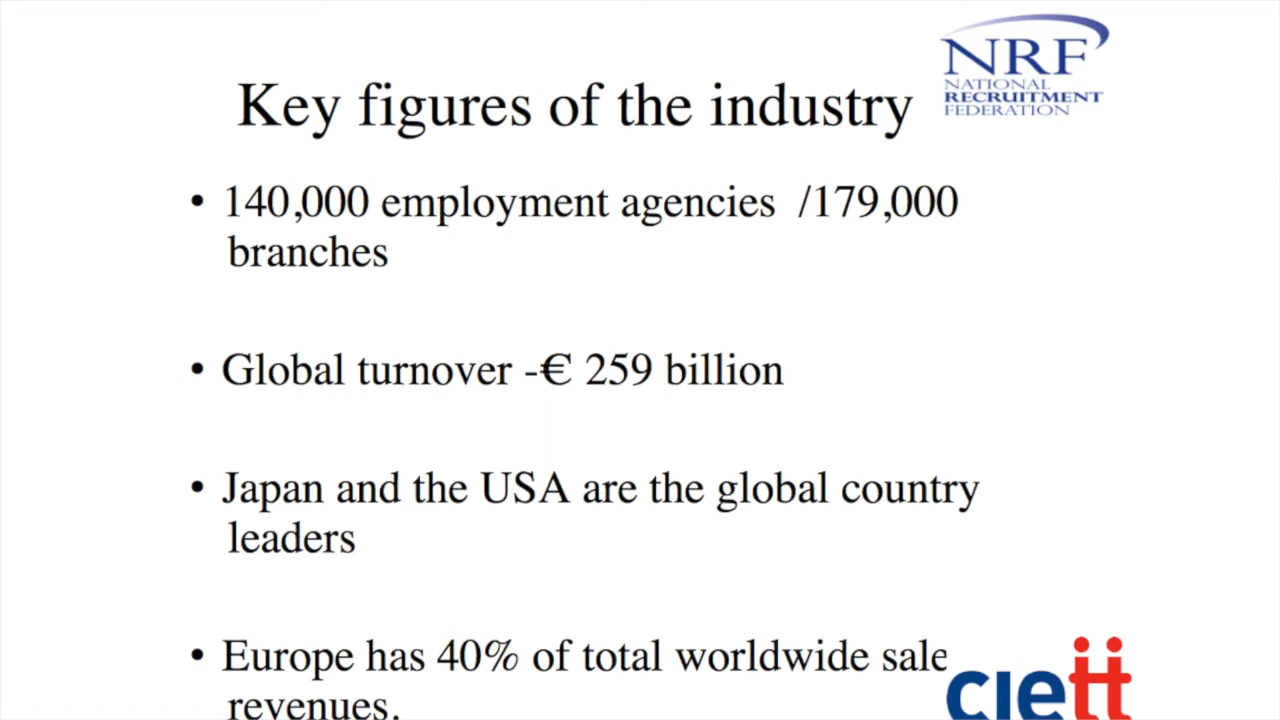 Key figures of the industry
NRF
NATIONAL
RECRUITMENT
FEDERATION
• 140,000 employment agencies /179,000
branches
• Global turnover -€ 259 billion
• Japan and the USA are the global country
leaders
• Europe has 40% of total worldwide sale
revenues.
ciett